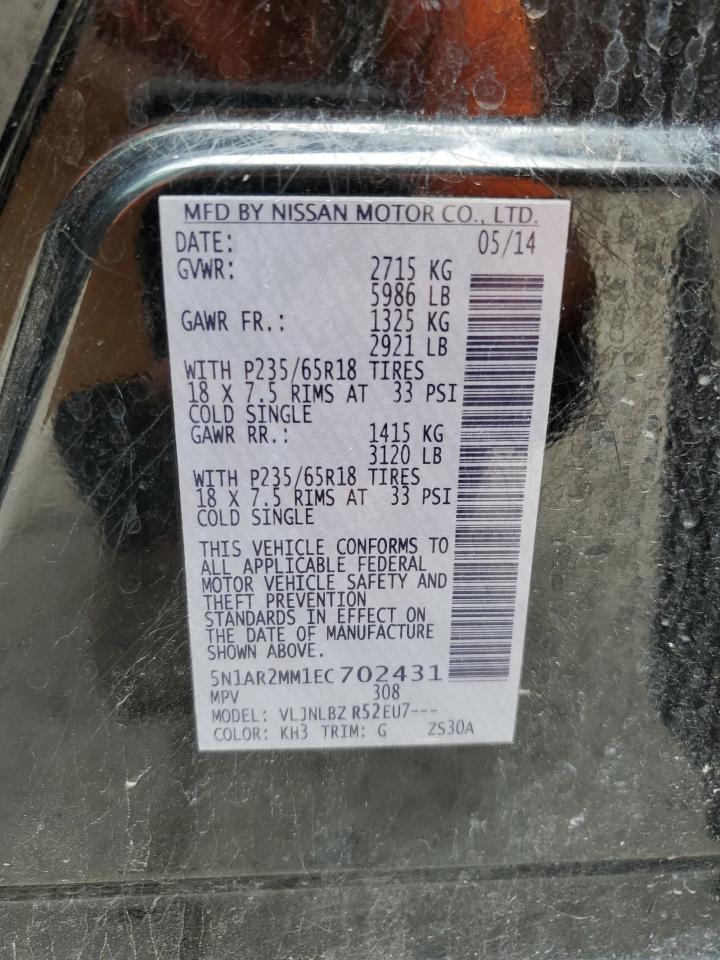 MFD BY NISSAN MOTOR CO., LTD.
DATE: 05/14
GVWR: 2715 KG
5986 LB
GAWR FR.: 1325 KG
2921 LB
WITH P235/65R18 TIRES
18 X 7.5 RIMS AT 33 PSI
COLD SINGLE
GAWR RR.: 1415 KG
3120 LB
WITH P235/65R18 TIRES
18 X 7.5 RIMS AT 33 PSI
COLD SINGLE
THIS VEHICLE CONFORMS TO
ALL APPLICABLE FEDERAL
MOTOR VEHICLE SAFETY AND
THEFT PREVENTION
STANDARDS IN EFFECT ON
THE DATE OF MANUFACTURE
SHOWN ABOVE.
5N1AR2MM1EC702431
MPV 308
MODEL: VLJNLBZ R52EU7---
COLOR: KH3 TRIM: G ZS30A